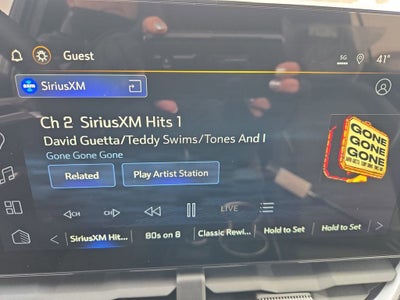 Guest
5G
41°
SiriusXM
Ch 2 SiriusXM Hits 1
David Guetta/Teddy Swims/Tones And I
Gone Gone Gone
Related
Play Artist Station
GONE
GONE
GONE
CH
CH
LIVE
SiriusXM Hit...
80s on 8
Classic Rewi...
Hold to Set
Hold to Set